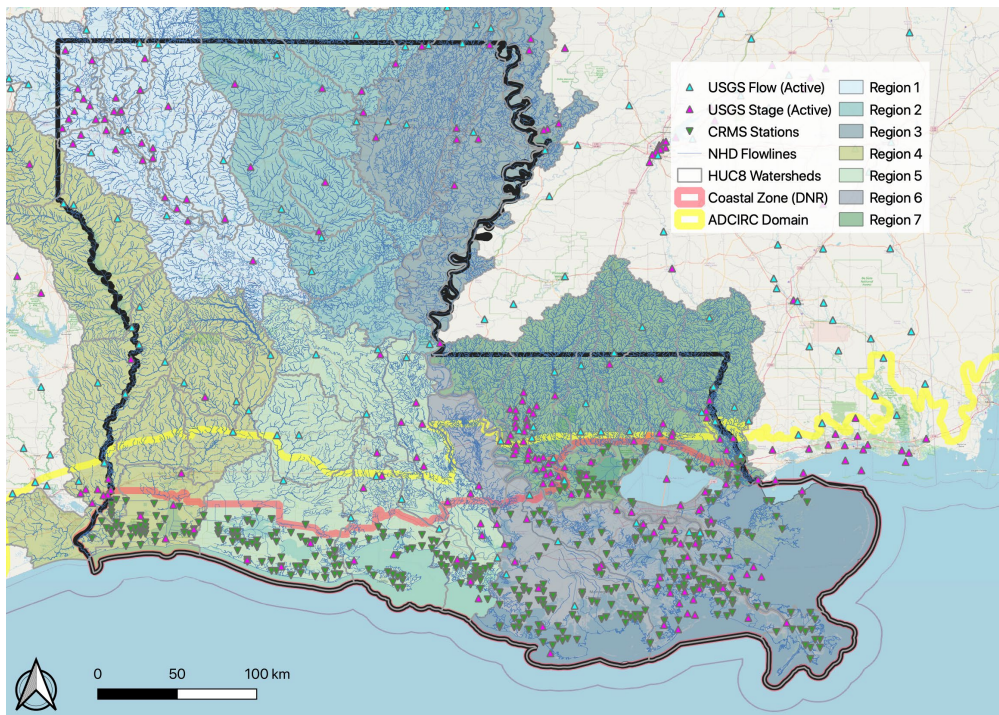 USGS Flow (Active)
USGS Stage (Active)
CRMS Stations
NHD Flowlines
HUC8 Watersheds
Coastal Zone (DNR)
ADCIRC Domain
Region 1
Region 2
Region 3
Region 4
Region 5
Region 6
Region 7
0 50 100 km